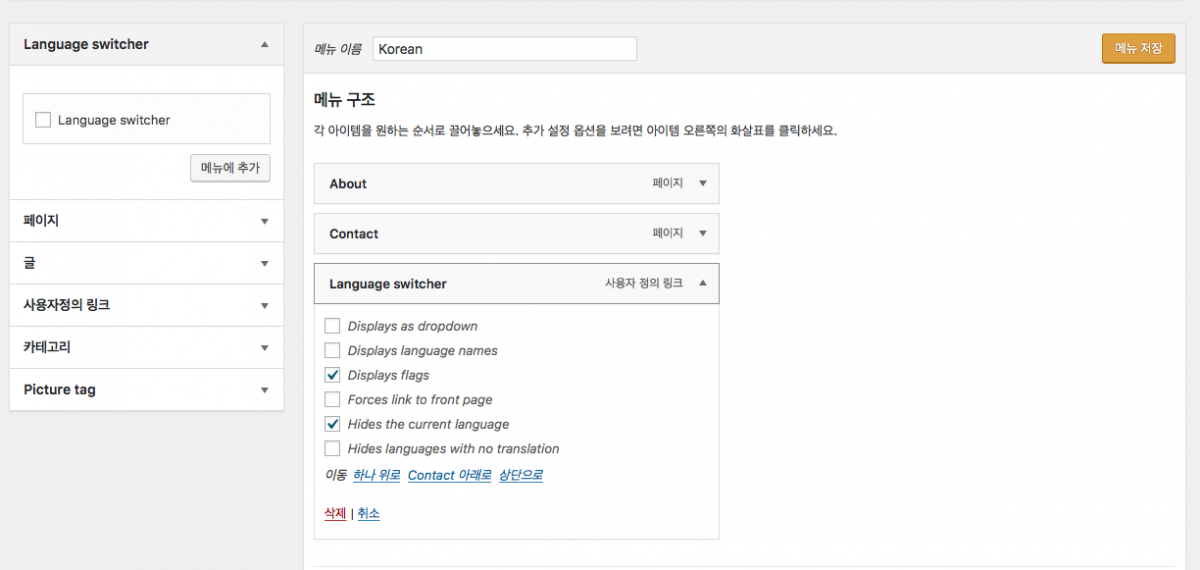 Language switcher
Language switcher
메뉴에 추가
페이지
글
사용자정의 링크
카테고리
Picture tag
메뉴 이름 Korean 메뉴 저장
메뉴 구조
각 아이템을 원하는 순서로 끌어놓으세요. 추가 설정 옵션을 보려면 아이템 오른쪽의 화살표를 클릭하세요.
About 페이지
Contact 페이지
Language switcher 사용자 정의 링크
Displays as dropdown
Displays language names
Displays flags
Forces link to front page
Hides the current language
Hides languages with no translation
이동 하나 위로 Contact 아래로 상단으로
삭제 | 취소